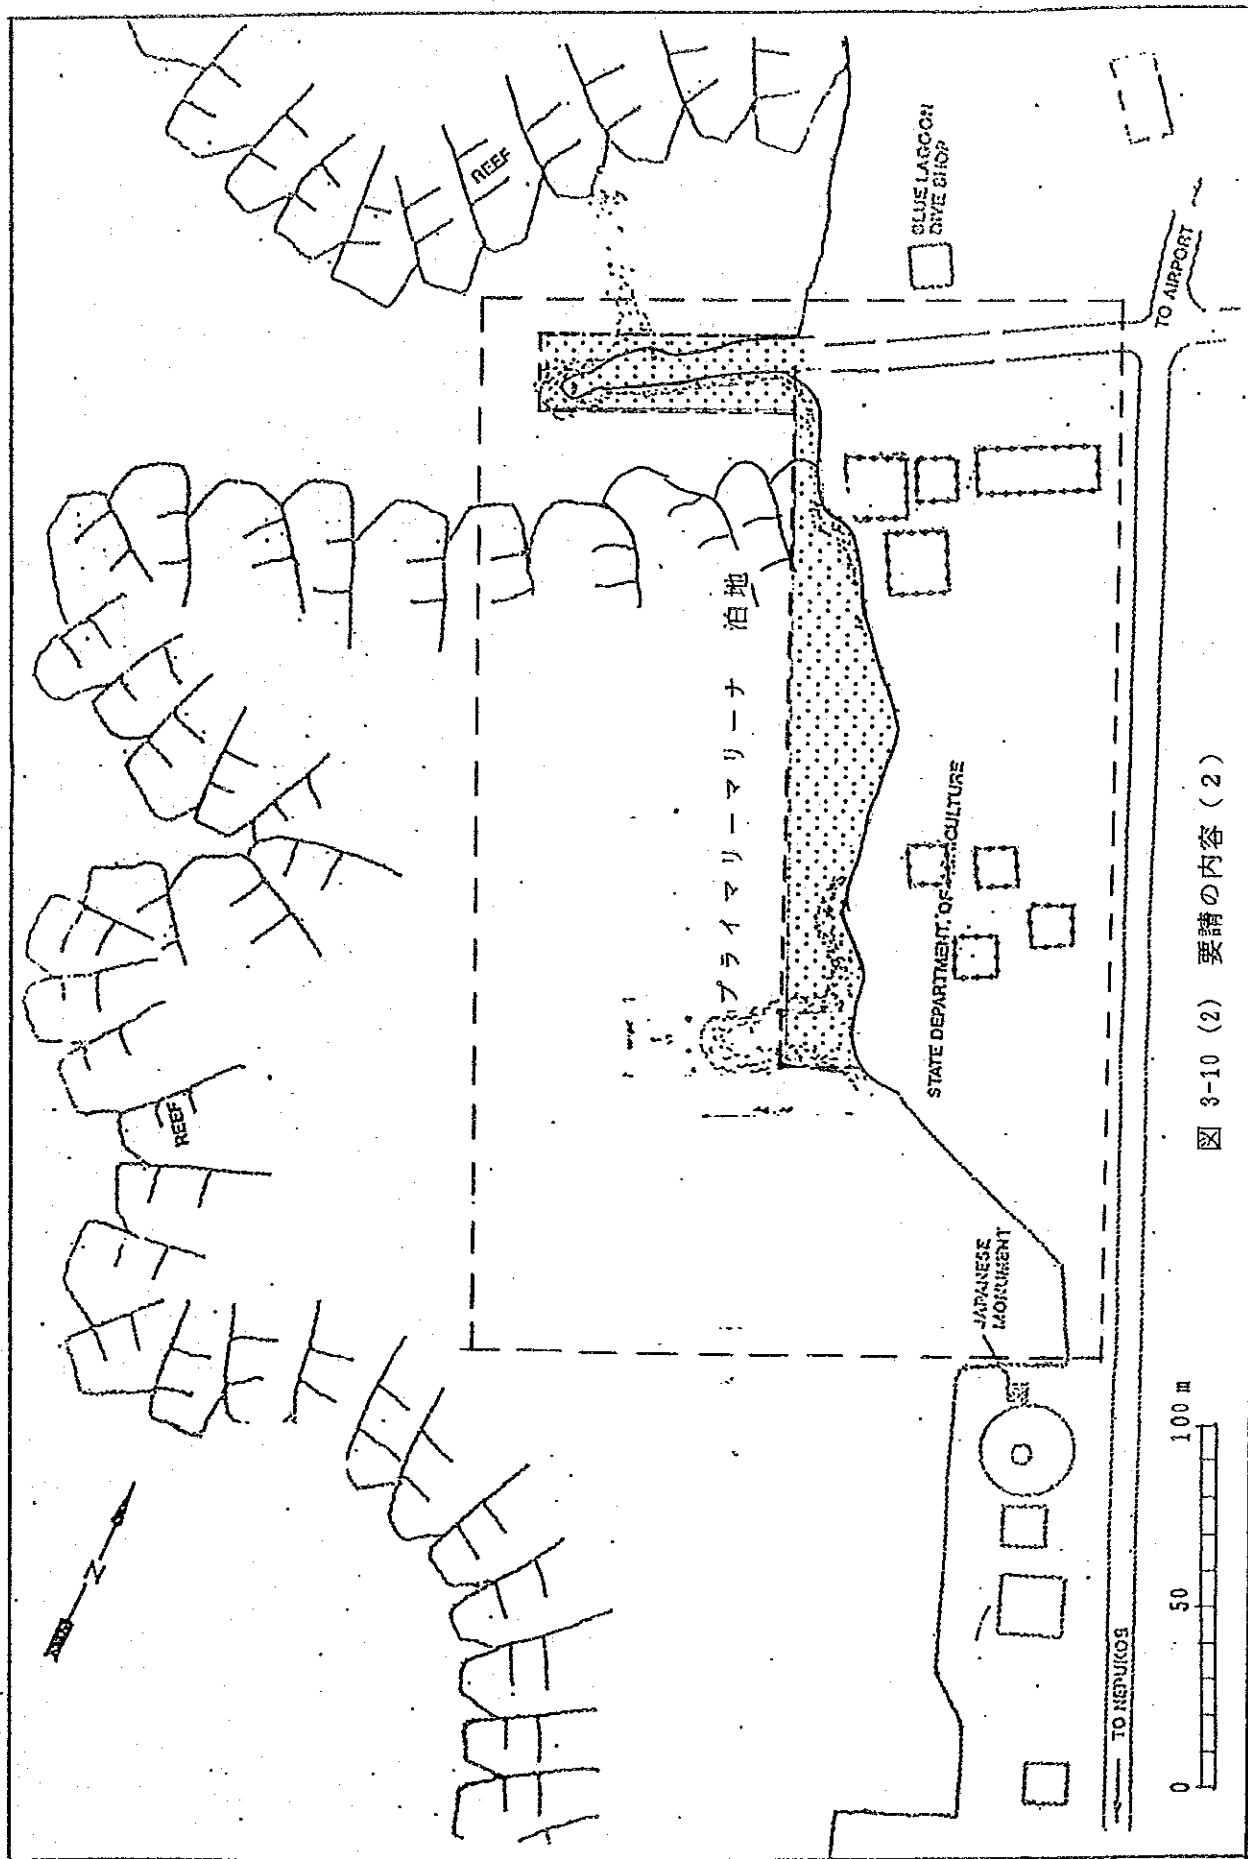 REEF
BLUE LAGOON
DIVE SHOP
TO AIRPORT
プライマリーマリーナ 泊地
STATE DEPARTMENT OF AGRICULTURE
REEF
JAPANESE
MONUMENT
N
TO NEPUKOS
0 50 100 m
図 3-10 (2) 要請の内容 (2)